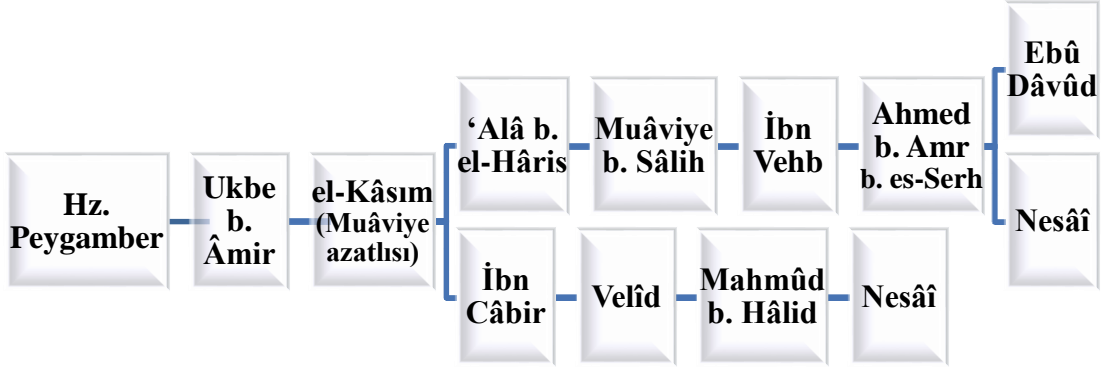 Hz.
Peygamber
Ukbe
b.
Âmir
el-Kâsım
(Muâviye
azatlısı)
‘Alâ b.
el-Hâris
Muâviye
b. Sâlih
İbn
Vehb
Ahmed
b. Amr
b. es-Serh
Ebû
Dâvûd
Nesâî
İbn
Câbir
Velîd
Mahmûd
b. Hâlid
Nesâî